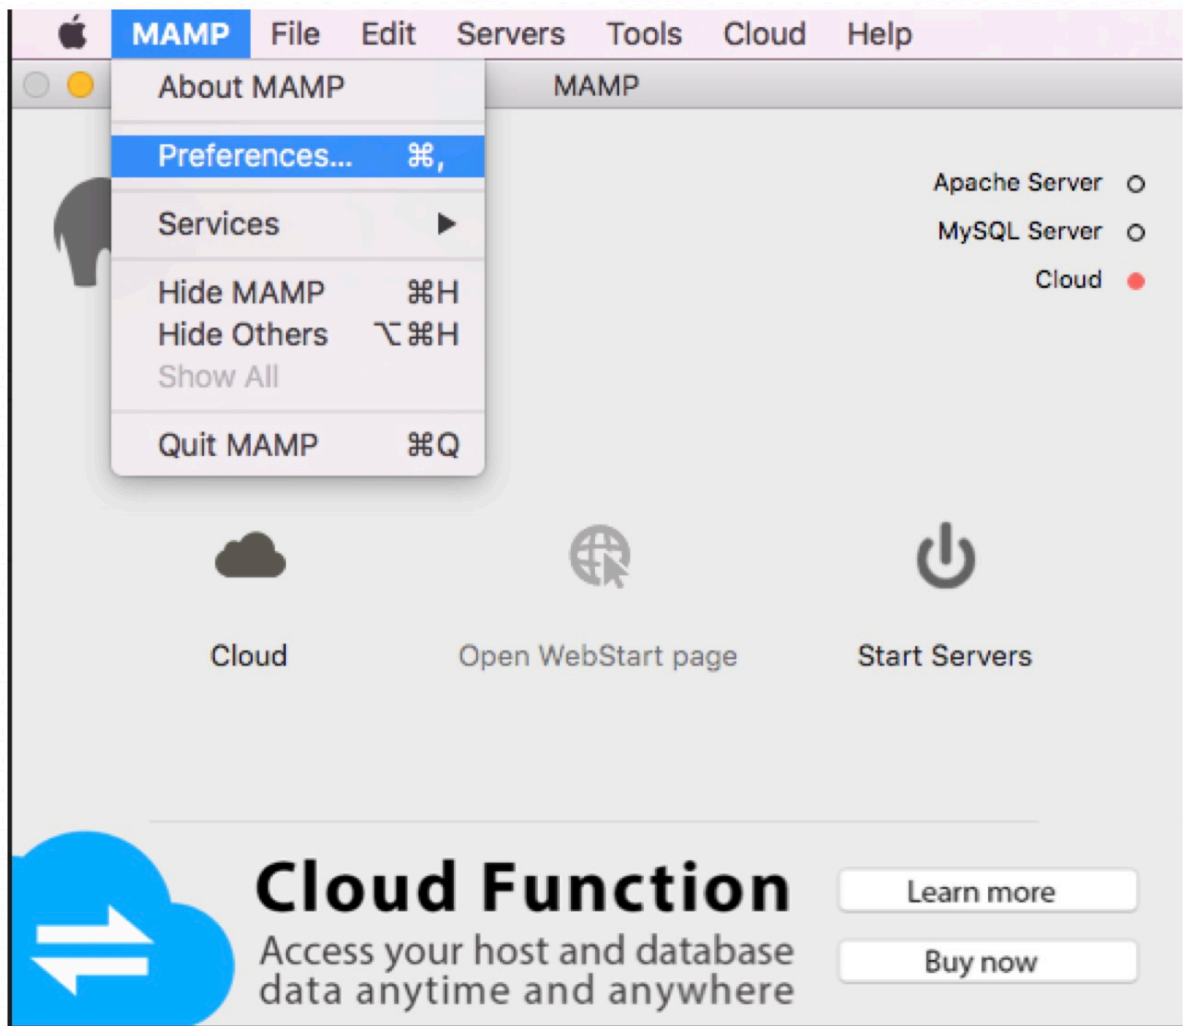 MAMP File Edit Servers Tools Cloud Help
MAMP
About MAMP
Preferences... ⌘,
Services ▶
Hide MAMP ⌘H
Hide Others ⌥⌘H
Show All
Quit MAMP ⌘Q
Apache Server
MySQL Server
Cloud
Cloud
Open WebStart page
Start Servers
Cloud Function
Access your host and database
data anytime and anywhere
Learn more
Buy now